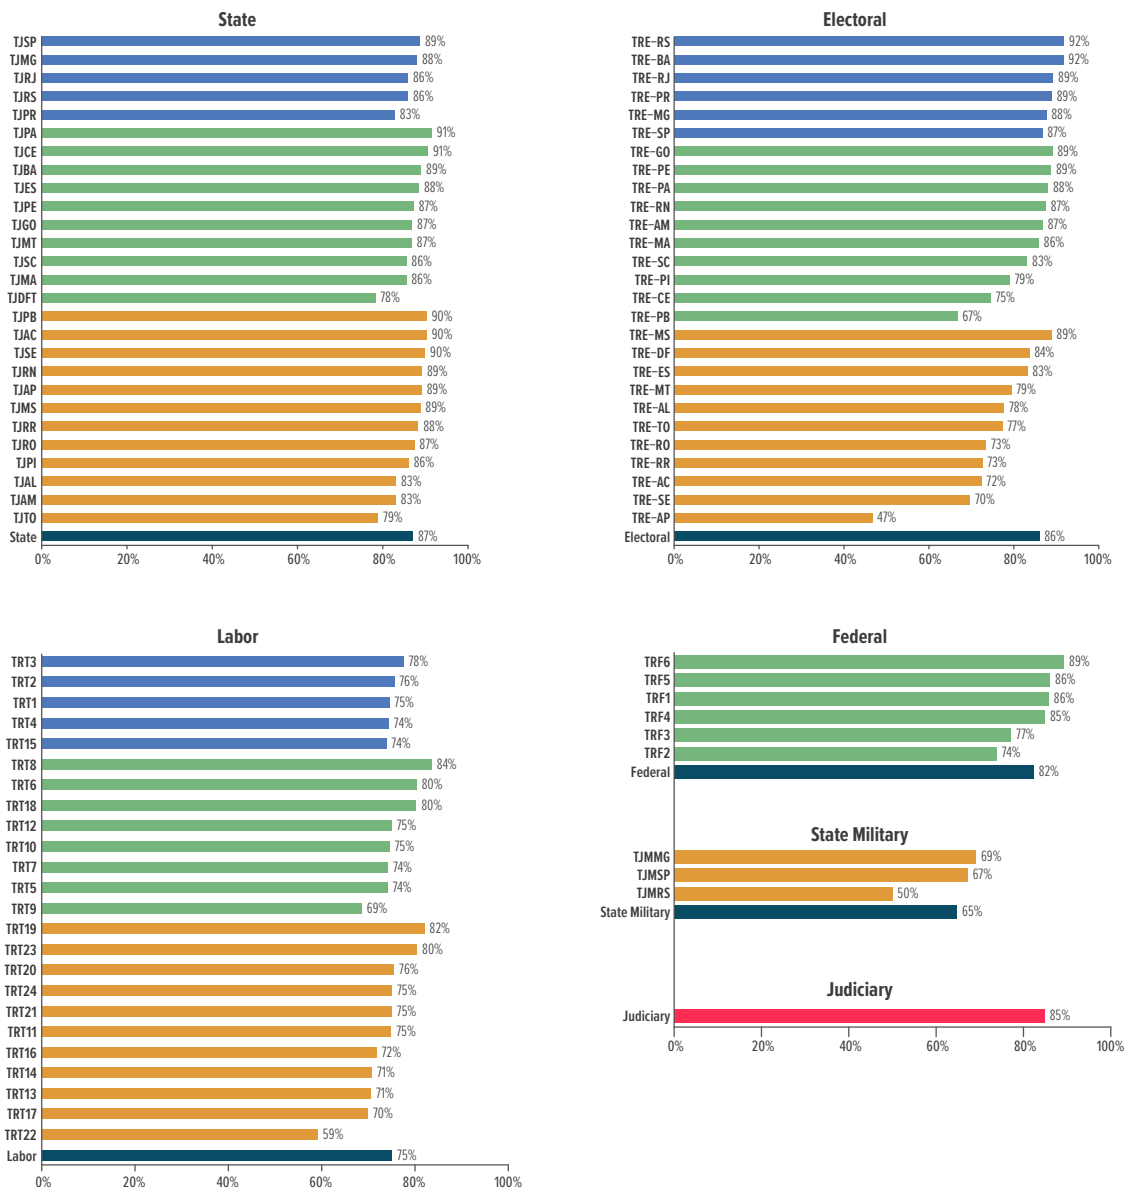 State
TJSP 89%
TJMG 88%
TJRJ 86%
TJRS 86%
TJPR 83%
TJPA 91%
TJCE 91%
TJBA 89%
TJES 88%
TJPE 87%
TJGO 87%
TJMT 87%
TJSC 86%
TJMA 86%
TJDFT 78%
TJPB 90%
TJAC 90%
TJSE 90%
TJRN 89%
TJAP 89%
TJMS 89%
TJRR 88%
TJRO 87%
TJPI 86%
TJAL 83%
TJAM 83%
TJTO 79%
State 87%
0% 20% 40% 60% 80% 100%
Electoral
TRE-RS 92%
TRE-BA 92%
TRE-RJ 89%
TRE-PR 89%
TRE-MG 88%
TRE-SP 87%
TRE-GO 89%
TRE-PE 89%
TRE-PA 88%
TRE-RN 87%
TRE-AM 87%
TRE-MA 86%
TRE-SC 83%
TRE-PI 79%
TRE-CE 75%
TRE-PB 67%
TRE-MS 89%
TRE-DF 84%
TRE-ES 83%
TRE-MT 79%
TRE-AL 78%
TRE-TO 77%
TRE-RO 73%
TRE-RR 73%
TRE-AC 72%
TRE-SE 70%
TRE-AP 47%
Electoral 86%
0% 20% 40% 60% 80% 100%
Labor
TRT3 78%
TRT2 76%
TRT1 75%
TRT4 74%
TRT15 74%
TRT8 84%
TRT6 80%
TRT18 80%
TRT12 75%
TRT10 75%
TRT7 74%
TRT5 74%
TRT9 69%
TRT19 82%
TRT23 80%
TRT20 76%
TRT24 75%
TRT21 75%
TRT11 75%
TRT16 72%
TRT14 71%
TRT13 71%
TRT17 70%
TRT22 59%
Labor 75%
0% 20% 40% 60% 80% 100%
Federal
TRF6 89%
TRF5 86%
TRF1 86%
TRF4 85%
TRF3 77%
TRF2 74%
Federal 82%
State Military
TJMMG 69%
TJMSP 67%
TJMRS 50%
State Military 65%
Judiciary
Judiciary 85%
0% 20% 40% 60% 80% 100%